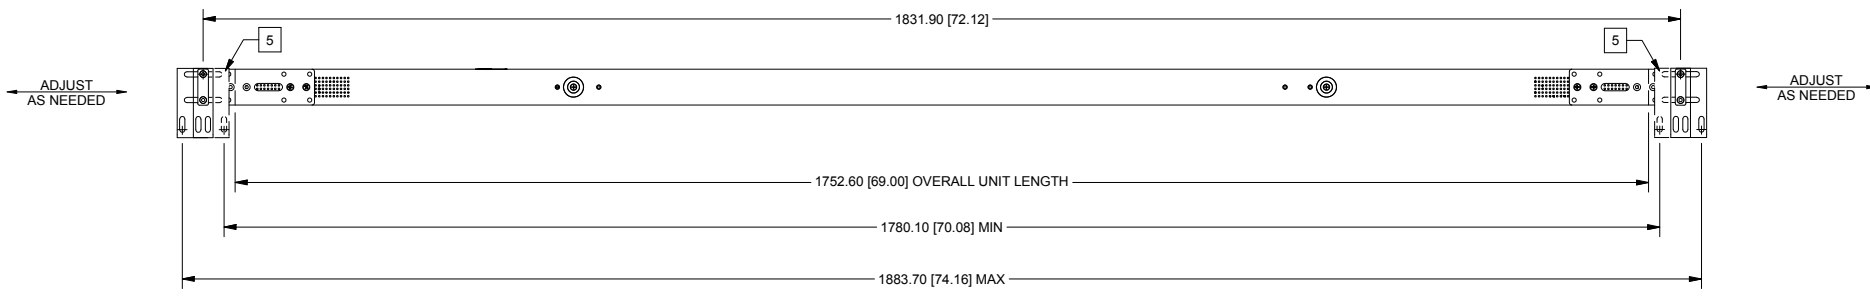 1831.90 [72.12]
5
5
ADJUST
AS NEEDED
ADJUST
AS NEEDED
1752.60 [69.00] OVERALL UNIT LENGTH
1780.10 [70.08] MIN
1883.70 [74.16] MAX